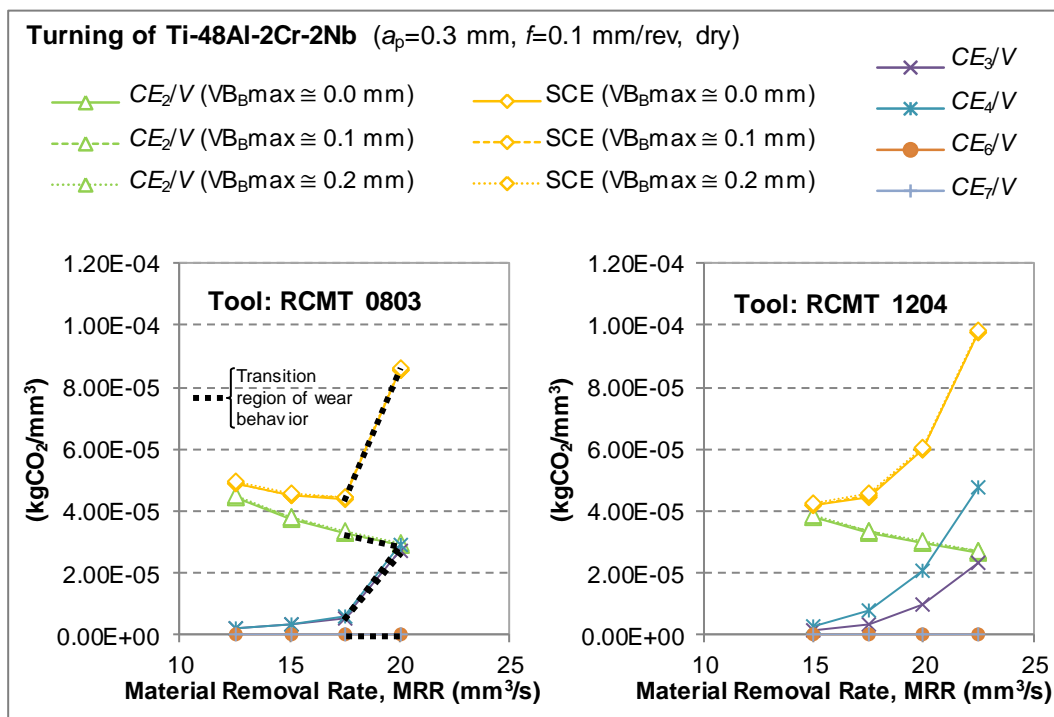 Turning of Ti-48Al-2Cr-2Nb (aₚ=0.3 mm, f=0.1 mm/rev, dry)
CE₂/V (VB_Bmax ≅ 0.0 mm)
CE₂/V (VB_Bmax ≅ 0.1 mm)
CE₂/V (VB_Bmax ≅ 0.2 mm)
SCE (VB_Bmax ≅ 0.0 mm)
SCE (VB_Bmax ≅ 0.1 mm)
SCE (VB_Bmax ≅ 0.2 mm)
CE₃/V
CE₄/V
CE₆/V
CE₇/V
Tool: RCMT 0803
(kgCO₂/mm³)
1.20E-04
1.00E-04
8.00E-05
6.00E-05
4.00E-05
2.00E-05
0.00E+00
Transition
region of wear
behavior
10 15 20 25
Material Removal Rate, MRR (mm³/s)
Tool: RCMT 1204
(kgCO₂/mm³)
1.20E-04
1.00E-04
8.00E-05
6.00E-05
4.00E-05
2.00E-05
0.00E+00
10 15 20 25
Material Removal Rate, MRR (mm³/s)